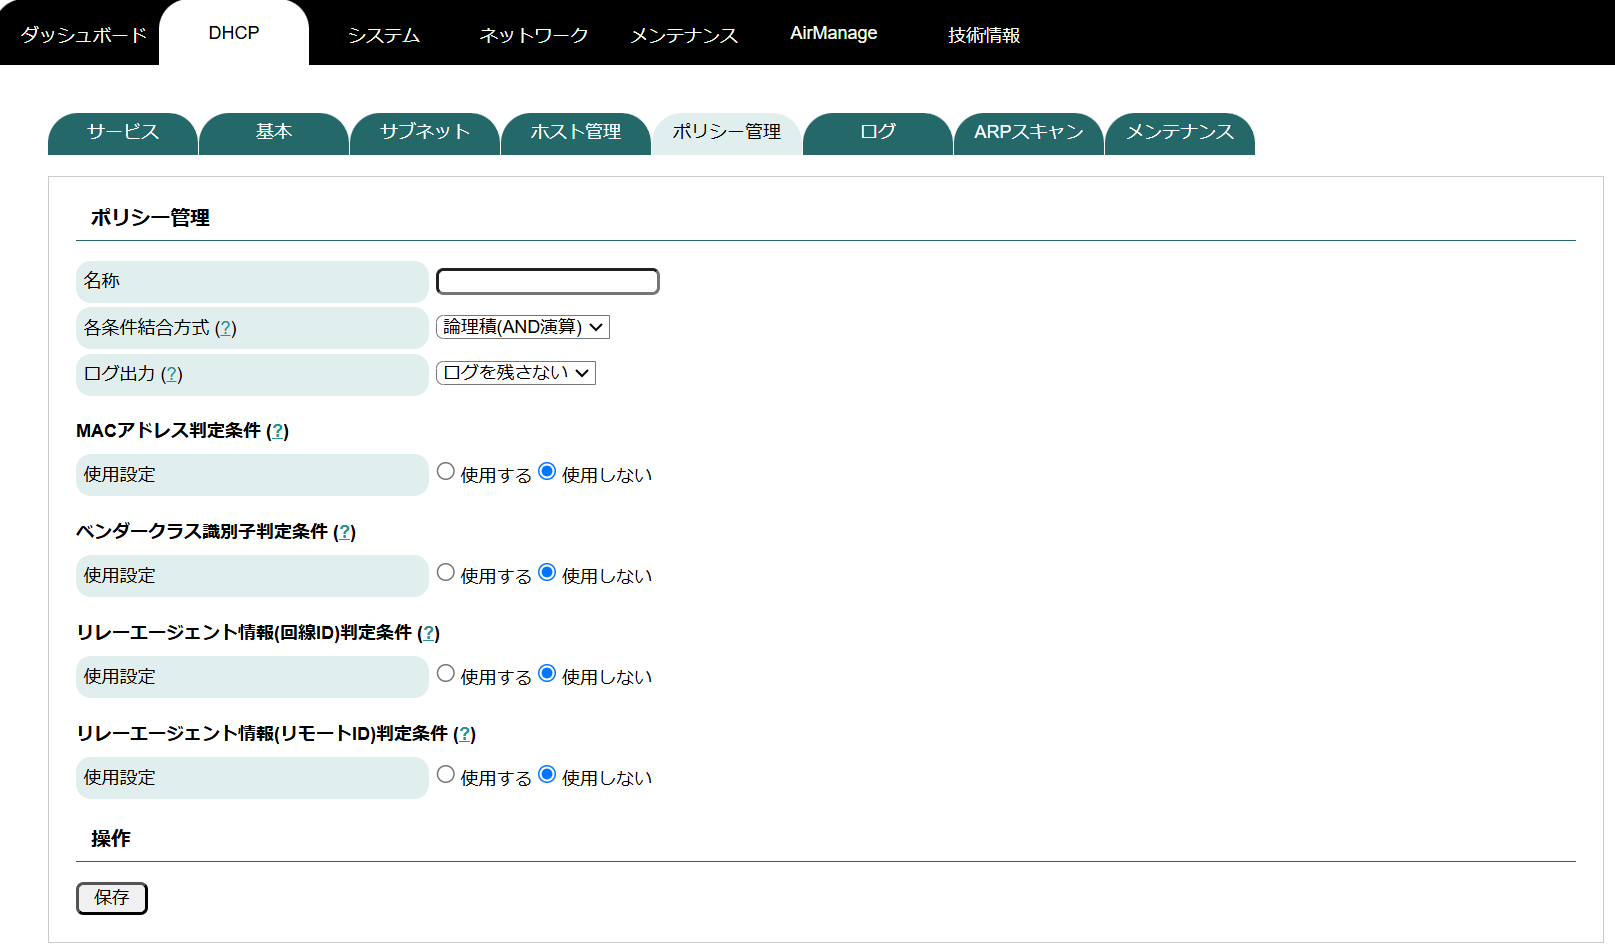 ダッシュボード DHCP システム ネットワーク メンテナンス AirManage 技術情報
サービス 基本 サブネット ホスト管理 ポリシー管理 ログ ARPスキャン メンテナンス
ポリシー管理
名称
各条件結合方式 (?) 論理積(AND演算)
ログ出力 (?) ログを残さない
MACアドレス判定条件 (?)
使用設定 使用する 使用しない
ベンダークラス識別子判定条件 (?)
使用設定 使用する 使用しない
リレーエージェント情報(回線ID)判定条件 (?)
使用設定 使用する 使用しない
リレーエージェント情報(リモートID)判定条件 (?)
使用設定 使用する 使用しない
操作
保存